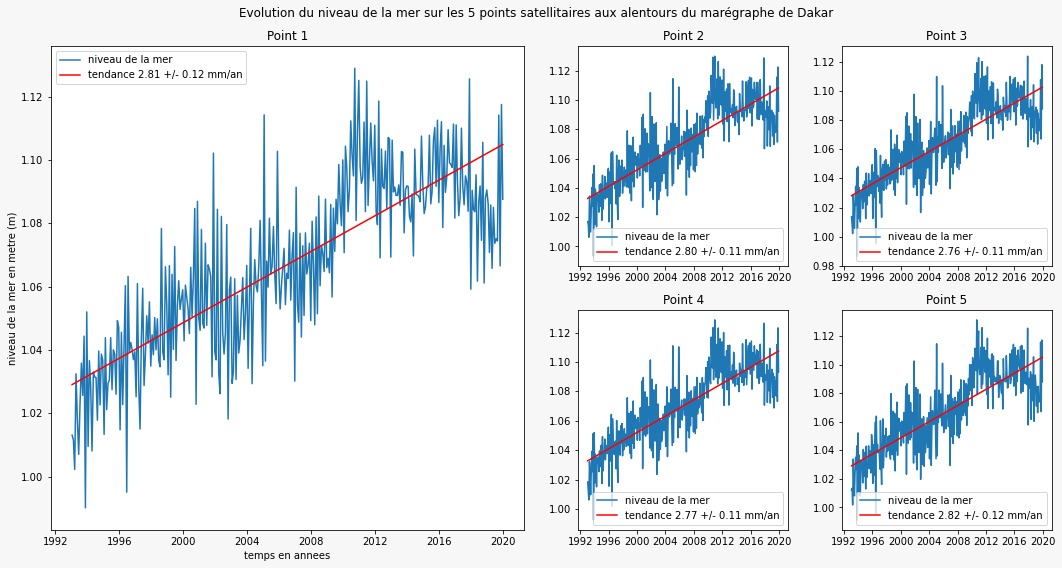 Evolution du niveau de la mer sur les 5 points satellitaires aux alentours du marégraphe de Dakar
Point 1
niveau de la mer
tendance 2.81 +/- 0.12 mm/an
niveau de la mer en metre (m)
1.12
1.10
1.08
1.06
1.04
1.02
1.00
1992 1996 2000 2004 2008 2012 2016 2020
temps en annees
Point 2
1.12
1.10
1.08
1.06
1.04
1.02
1.00
niveau de la mer
tendance 2.80 +/- 0.11 mm/an
1992 1996 2000 2004 2008 2012 2016 2020
Point 3
1.12
1.10
1.08
1.06
1.04
1.02
1.00
0.98
niveau de la mer
tendance 2.76 +/- 0.11 mm/an
1992 1996 2000 2004 2008 2012 2016 2020
Point 4
1.12
1.10
1.08
1.06
1.04
1.02
1.00
niveau de la mer
tendance 2.77 +/- 0.11 mm/an
1992 1996 2000 2004 2008 2012 2016 2020
Point 5
1.12
1.10
1.08
1.06
1.04
1.02
1.00
niveau de la mer
tendance 2.82 +/- 0.12 mm/an
1992 1996 2000 2004 2008 2012 2016 2020